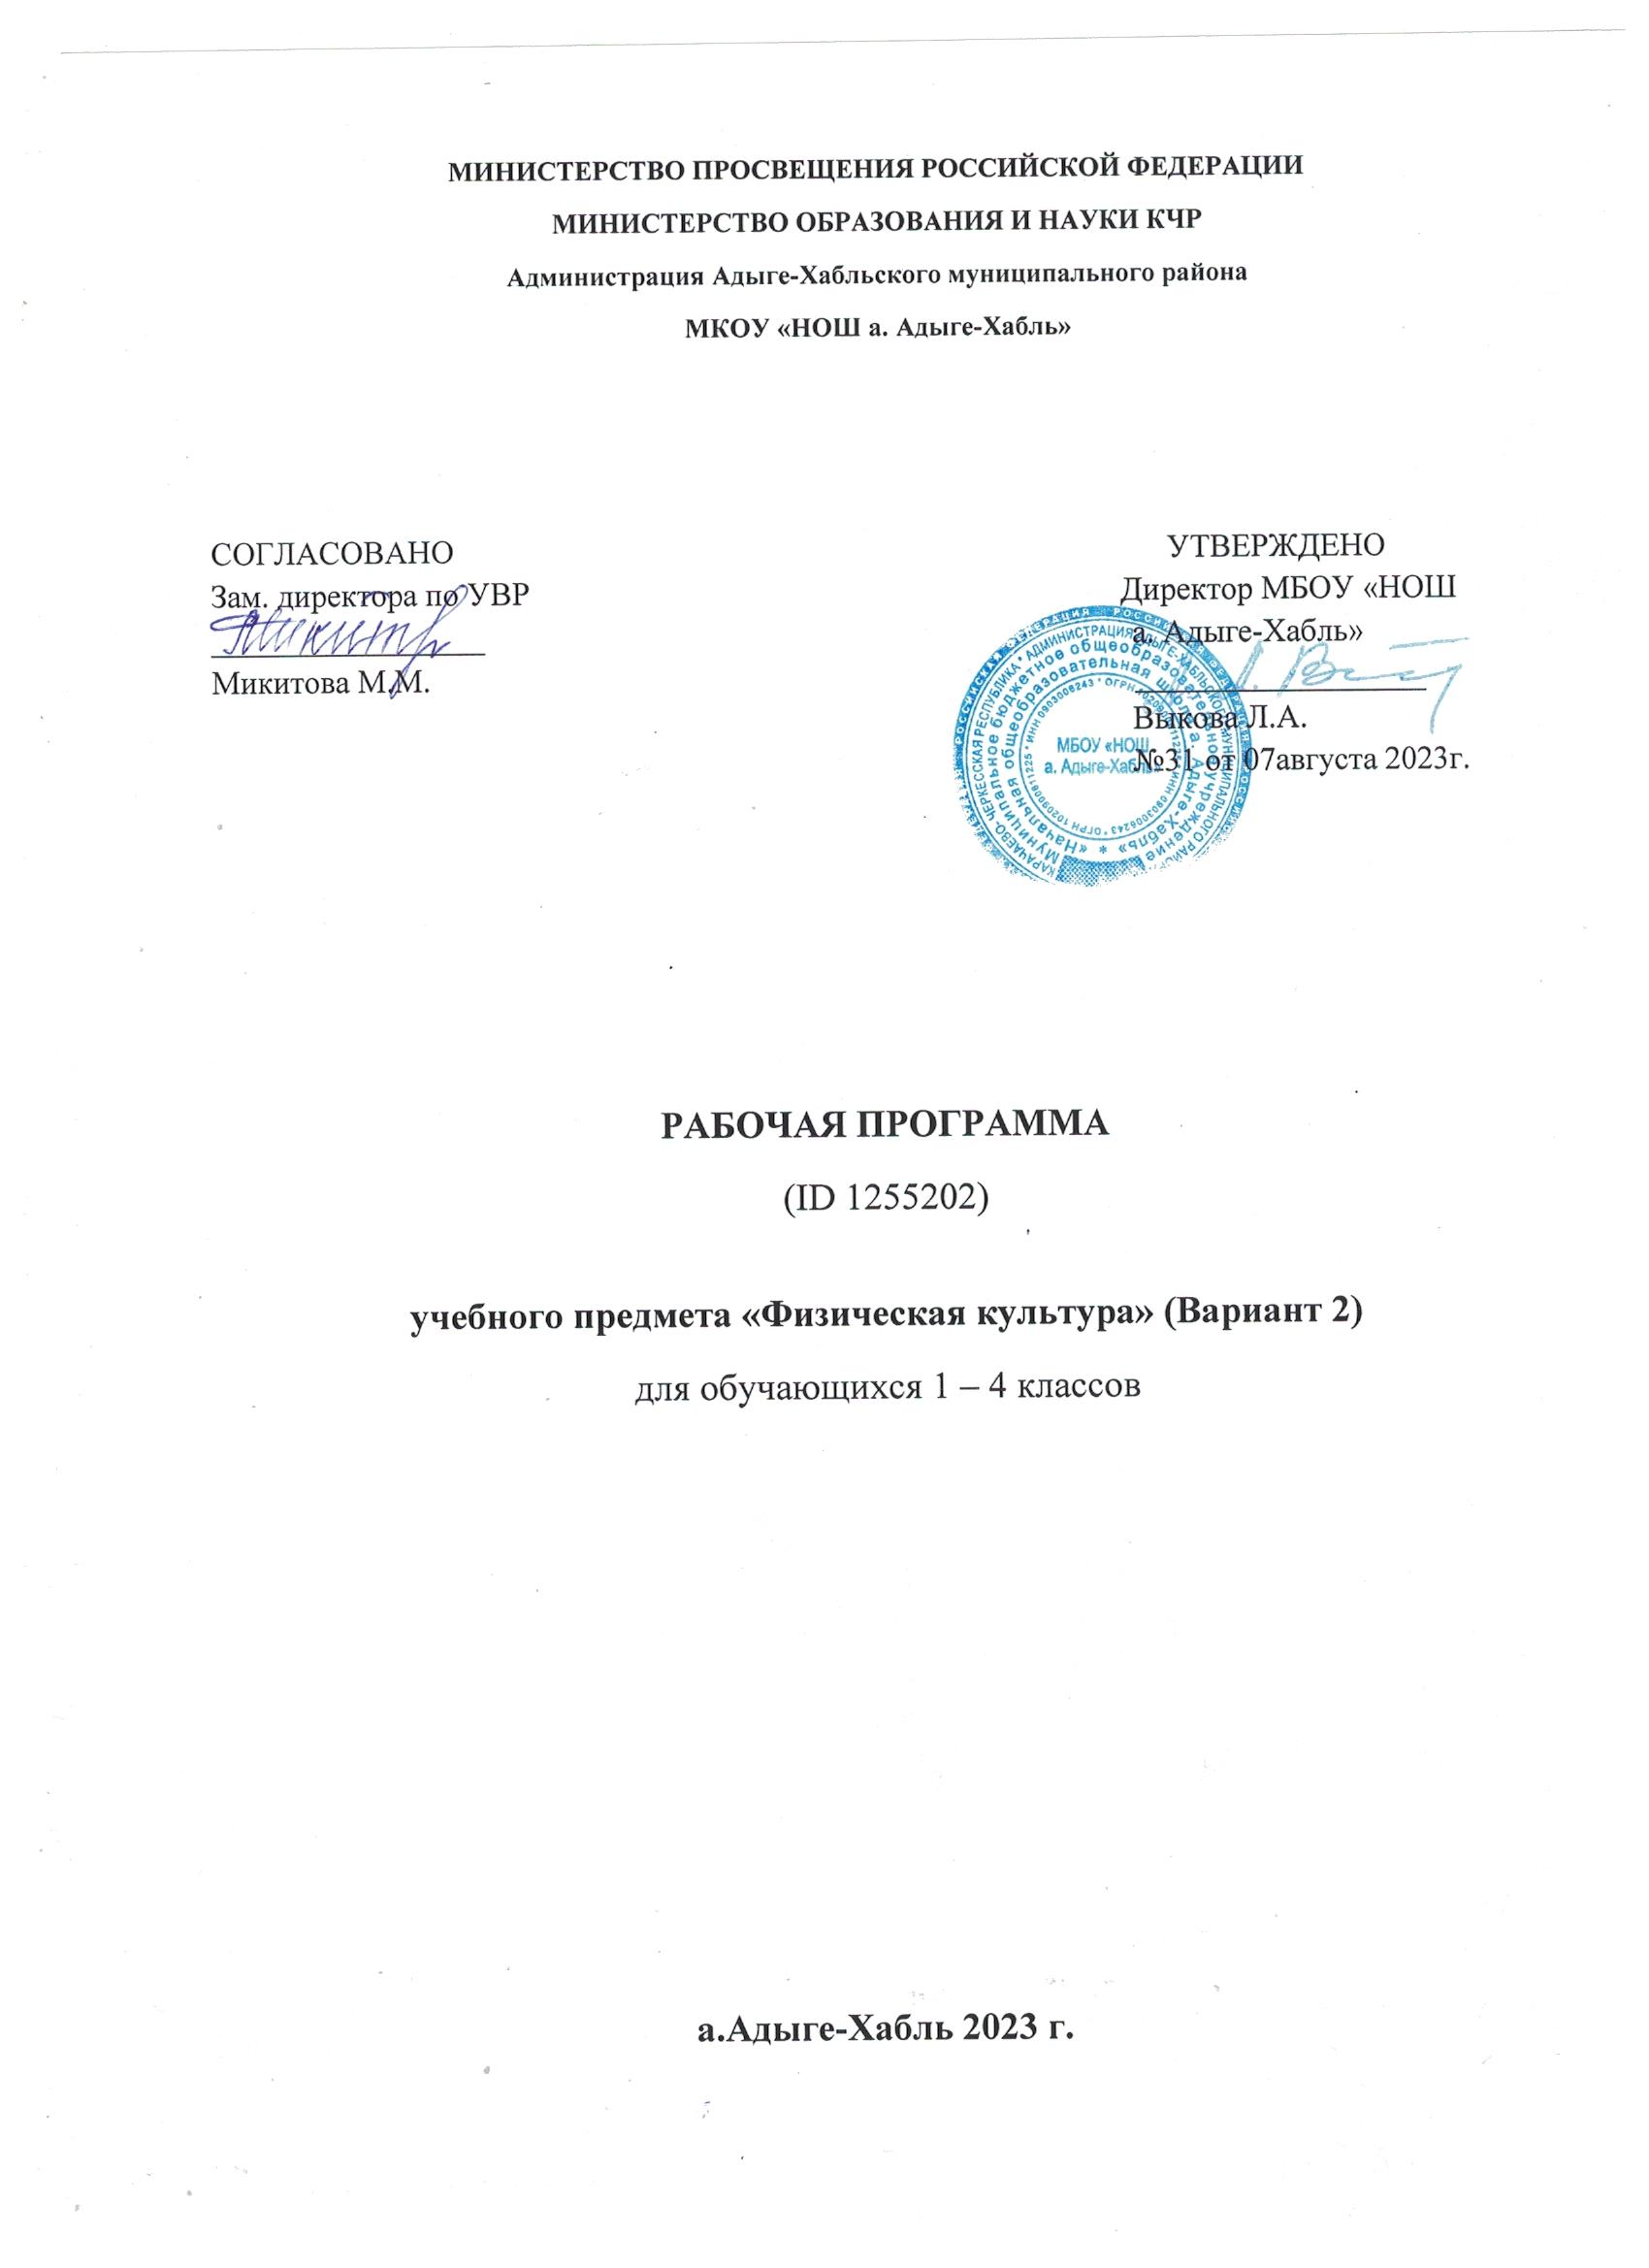 МИНИСТЕРСТВО ПРОСВЕЩЕНИЯ РОССИЙСКОЙ ФЕДЕРАЦИИ
МИНИСТЕРСТВО ОБРАЗОВАНИЯ И НАУКИ КЧР
Администрация Адыге-Хабльского муниципального района
МКОУ «НОШ а. Адыге-Хабль»
СОГЛАСОВАНО
Зам. директора по УВР
Микитова М.М.
УТВЕРЖДЕНО
Директор МБОУ «НОШ
а. Адыге-Хабль»
Выкова Л.А.
№31 от 07августа 2023г.
МБОУ «НОШ
а. Адыге-Хабль»
РАБОЧАЯ ПРОГРАММА
(ID 1255202)
учебного предмета «Физическая культура» (Вариант 2)
для обучающихся 1 – 4 классов
а.Адыге-Хабль 2023 г.